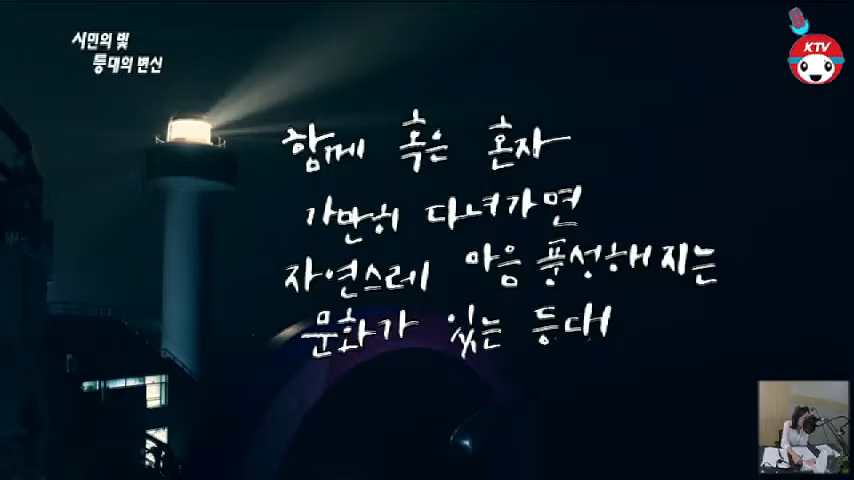 시민의 빛
등대의 변신
KTV
함께 혹은 혼자
가만히 다녀가면
자연스레 마음 풍성해지는
문화가 있는 등대